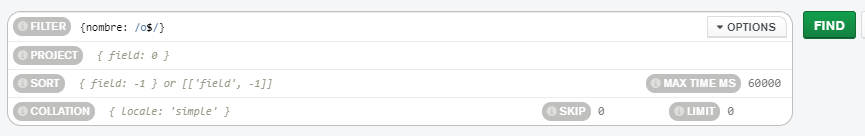 FILTER {nombre: /o$/} OPTIONS FIND
PROJECT { field: 0 }
SORT { field: -1 } or [['field', -1]] MAX TIME MS 60000
COLLATION { locale: 'simple' } SKIP 0 LIMIT 0